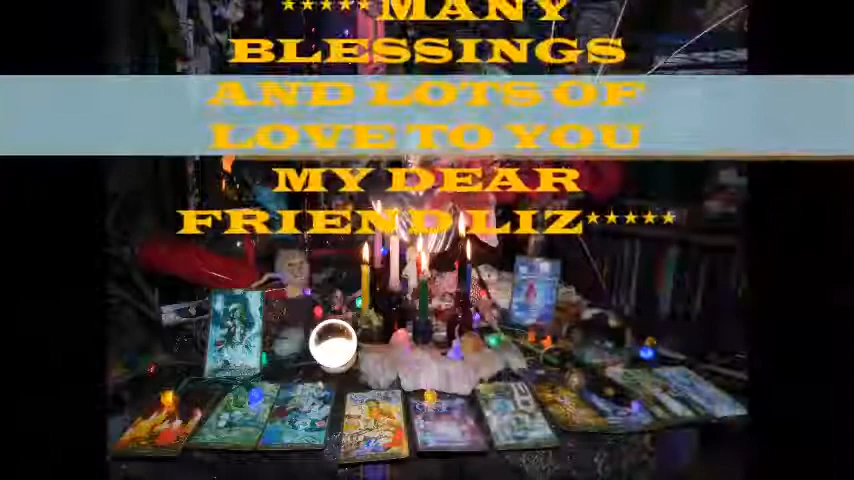 *****MANY
BLESSINGS
AND LOTS OF
LOVE TO YOU
MY DEAR
FRIEND LIZ*****